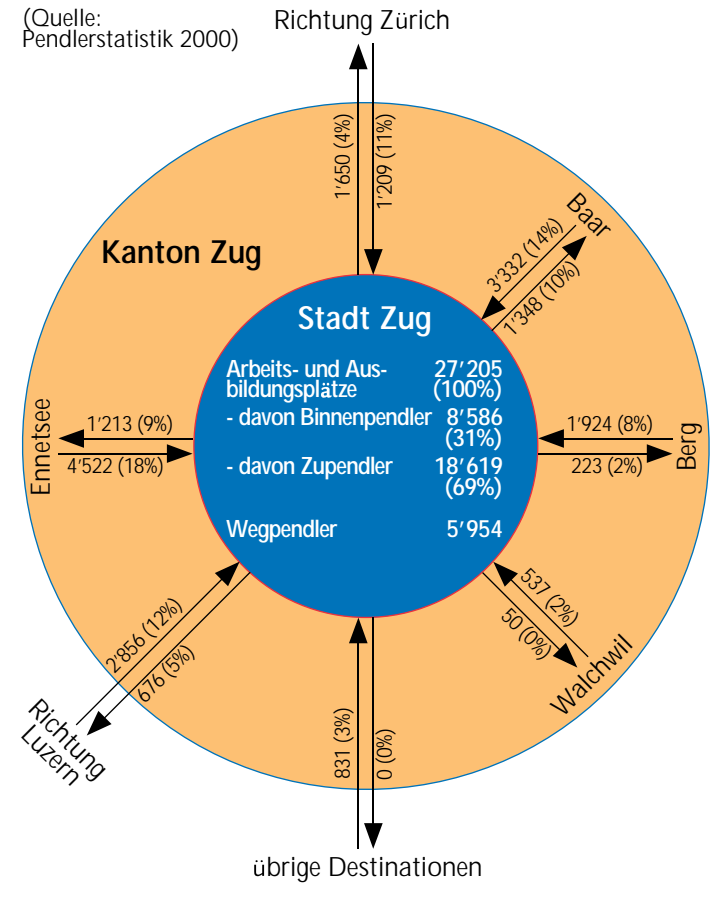 (Quelle:
Pendlerstatistik 2000)
Richtung Zürich
1’650 (4%)
1’209 (11%)
Baar
3’332 (14%)
1’348 (10%)
Kanton Zug
Stadt Zug
Arbeits- und Aus-
bildungsplätze
27’205
(100%)
- davon Binnenpendler 8’586
(31%)
- davon Zupendler 18’619
(69%)
Wegpendler 5’954
Ennetsee
1’213 (9%)
4’522 (18%)
1’924 (8%)
223 (2%)
Berg
2’856 (12%)
676 (5%)
Richtung
Luzern
537 (2%)
50 (0%)
Walchwil
831 (3%)
0 (0%)
übrige Destinationen